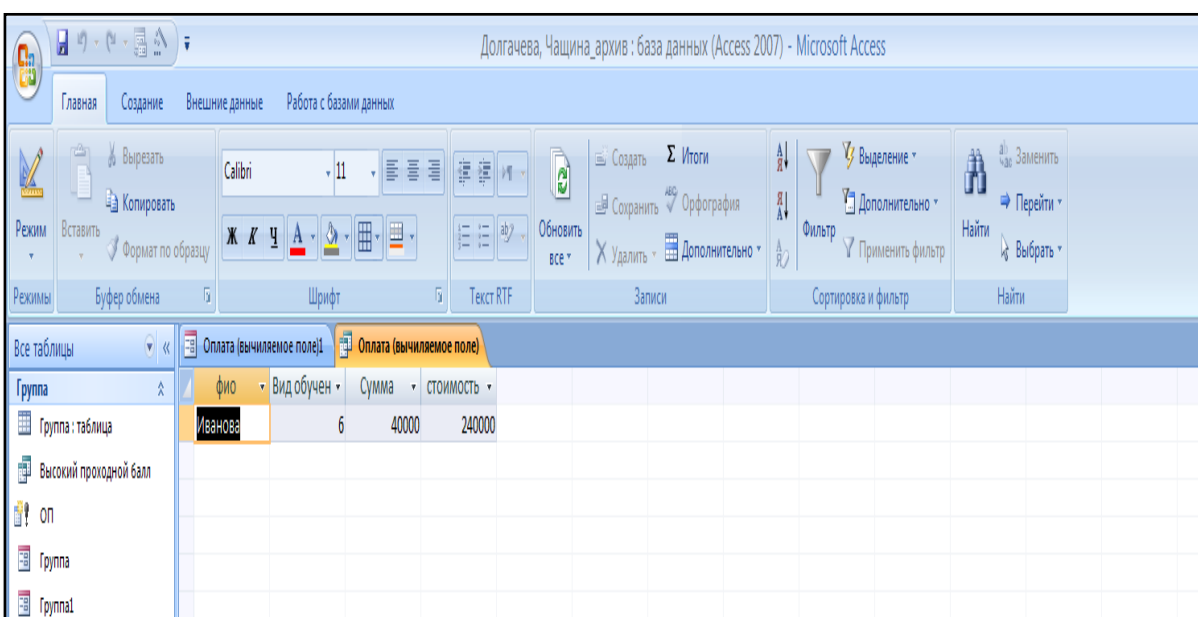 Долгачева, Чащина_архив : база данных (Access 2007) - Microsoft Access
Главная Создание Внешние данные Работа с базами данных
Режим
Режимы
Вставить
Вырезать
Копировать
Формат по образцу
Буфер обмена
Calibri 11
Ж К Ч А
Шрифт
Текст RTF
Обновить все
Создать
Сохранить
Удалить
Σ Итоги
Орфография
Дополнительно
Записи
Фильтр
Выделение
Дополнительно
Применить фильтр
Сортировка и фильтр
Найти
Заменить
Перейти
Выбрать
Найти
Все таблицы «
Группа
Группа : таблица
Высокий проходной балл
ОП
Группа
Группа1
Оплата (вычиляемое поле)1 Оплата (вычиляемое поле)
фио Вид обучен Сумма стоимость
Иванова 6 40000 240000